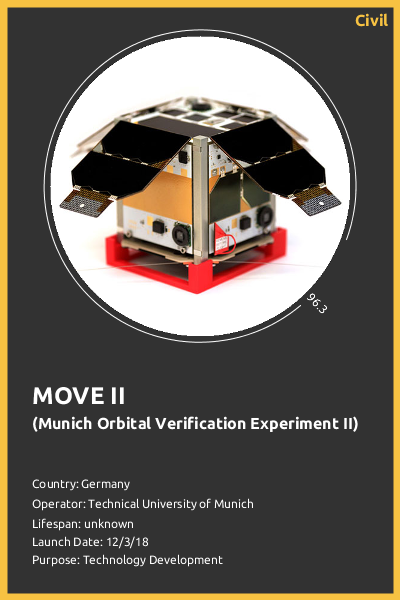 Civil
96.3
MOVE II
(Munich Orbital Verification Experiment II)
Country: Germany
Operator: Technical University of Munich
Lifespan: unknown
Launch Date: 12/3/18
Purpose: Technology Development